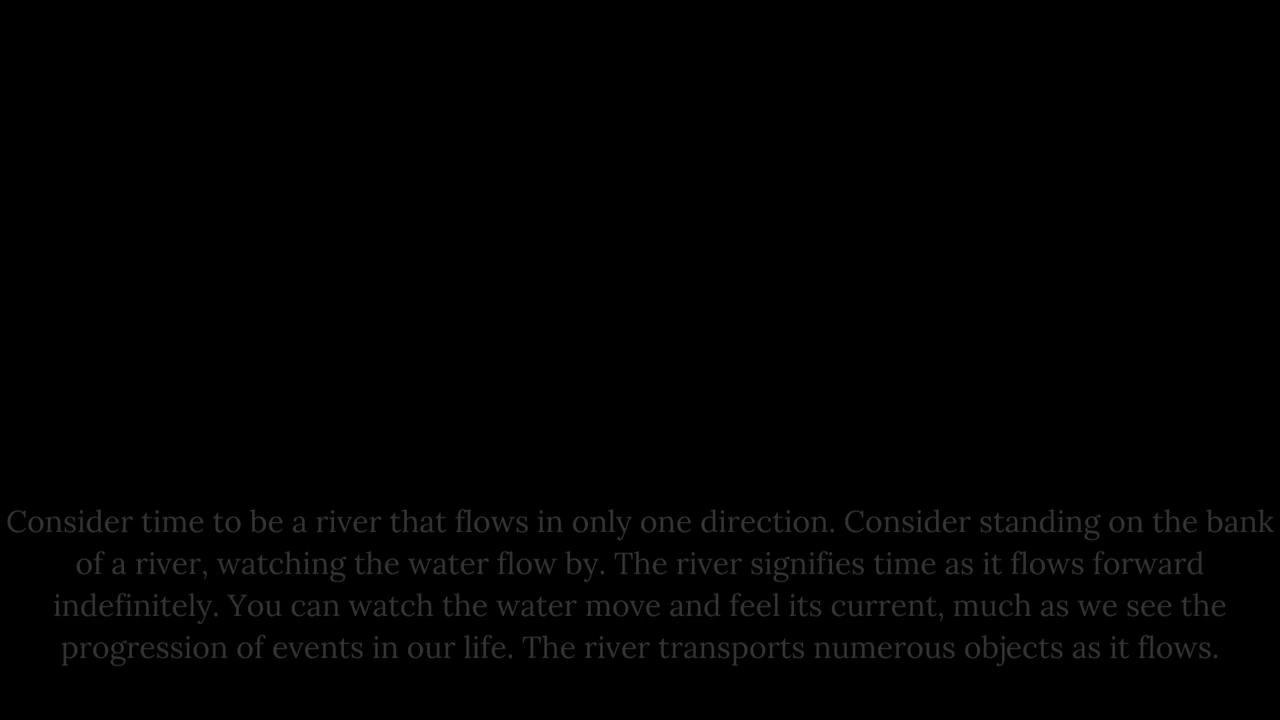 Consider time to be a river that flows in only one direction. Consider standing on the bank
of a river, watching the water flow by. The river signifies time as it flows forward
indefinitely. You can watch the water move and feel its current, much as we see the
progression of events in our life. The river transports numerous objects as it flows.